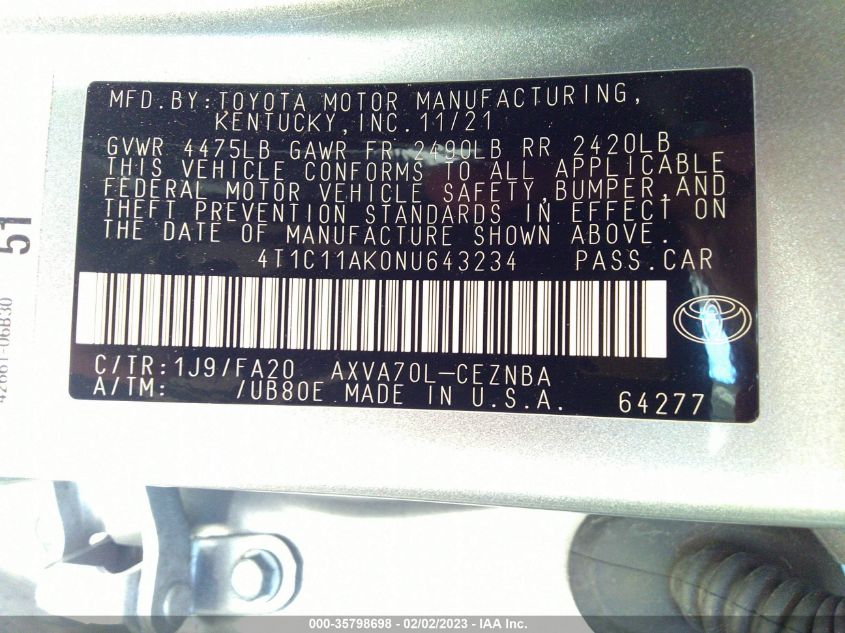 MFD.BY:TOYOTA MOTOR MANUFACTURING,
KENTUCKY,INC.11/21
GVWR 4475LB GAWR FR 2490LB RR 2420LB
THIS VEHICLE CONFORMS TO ALL APPLICABLE
FEDERAL MOTOR VEHICLE SAFETY,BUMPER,AND
THEFT PREVENTION STANDARDS IN EFFECT ON
THE DATE OF MANUFACTURE SHOWN ABOVE.
4T1C11AK0NU643234 PASS.CAR
C/TR:1J9/FA20 AXVA70L-CEZNBA
A/TM: /UB80E MADE IN U.S.A. 64277
51
42661-06B30
000-35798698 - 02/02/2023 - IAA Inc.